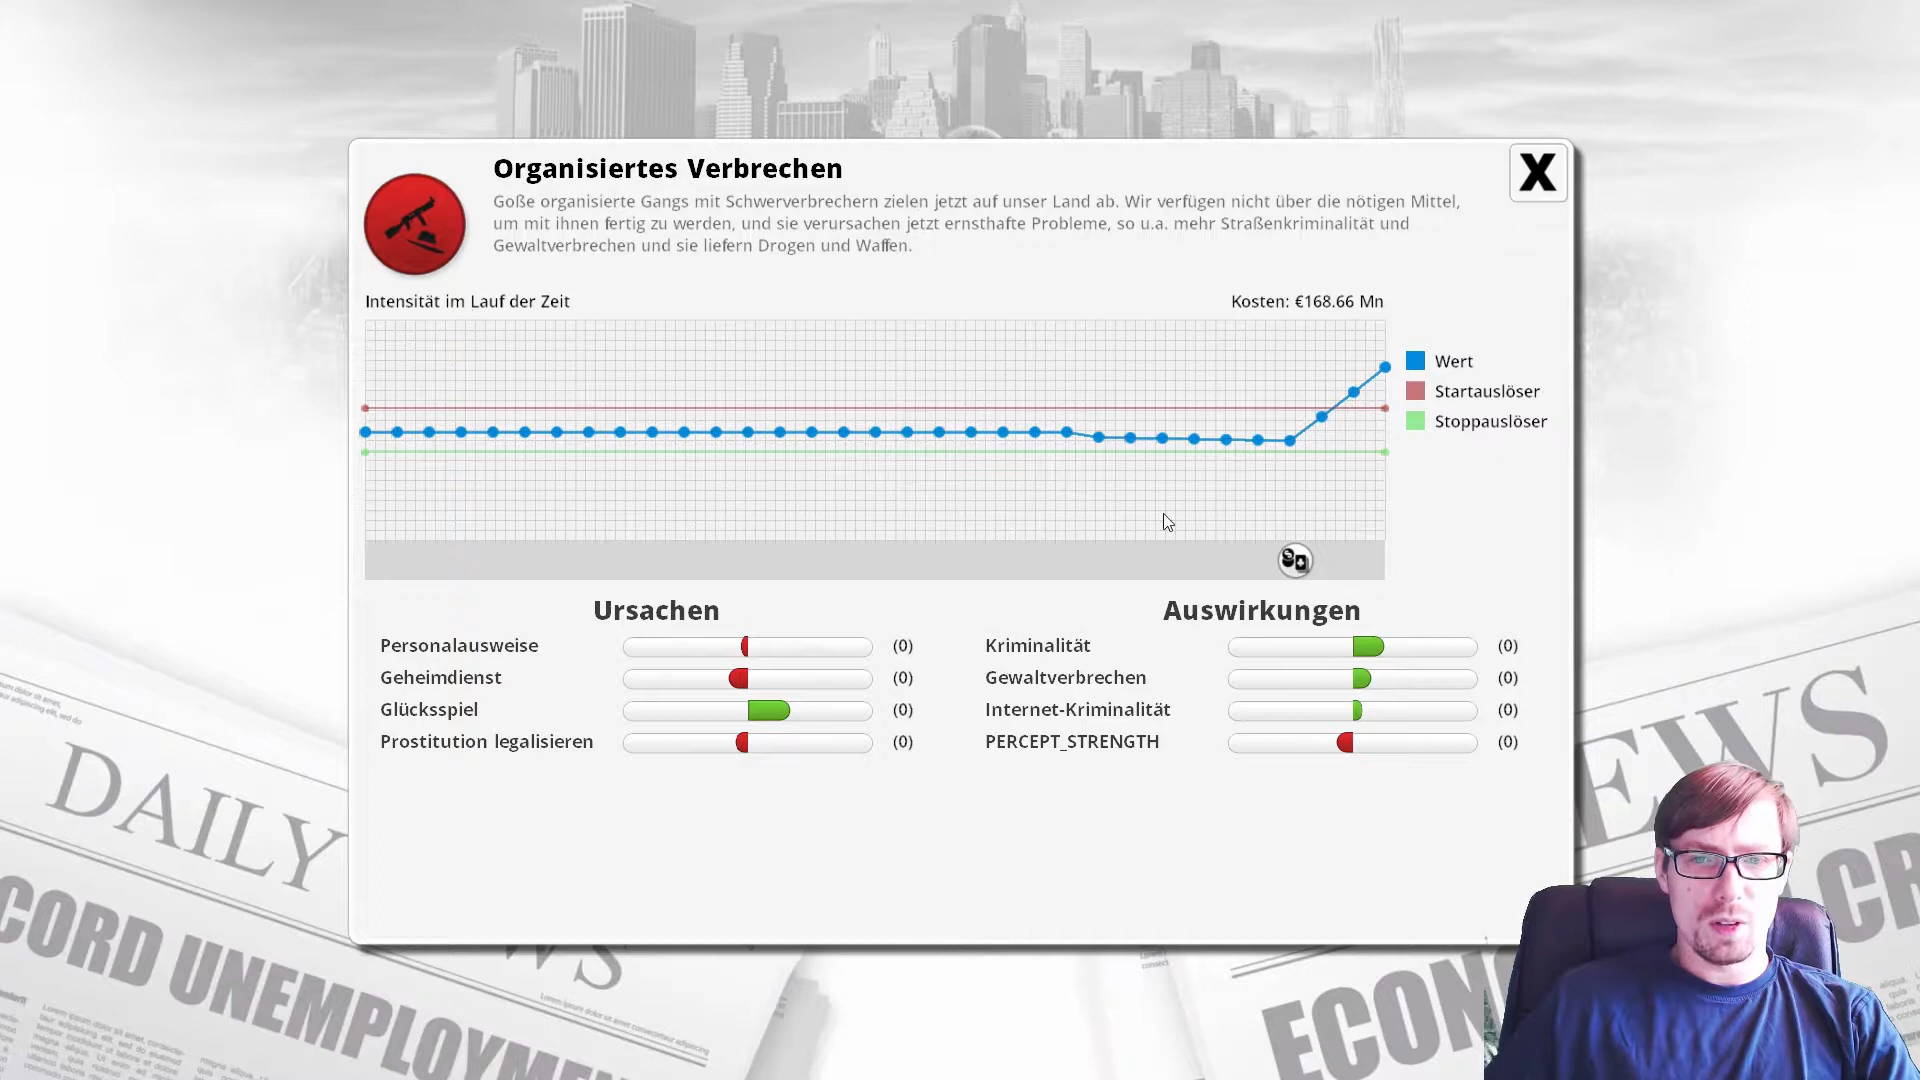 Organisiertes Verbrechen
Goße organisierte Gangs mit Schwerverbrechern zielen jetzt auf unser Land ab. Wir verfügen nicht über die nötigen Mittel,
um mit ihnen fertig zu werden, und sie verursachen jetzt ernsthafte Probleme, so u.a. mehr Straßenkriminalität und
Gewaltverbrechen und sie liefern Drogen und Waffen.
X
Intensität im Lauf der Zeit
Kosten: €168.66 Mn
Wert
Startauslöser
Stoppauslöser
Ursachen
Personalausweise (0)
Geheimdienst (0)
Glücksspiel (0)
Prostitution legalisieren (0)
Auswirkungen
Kriminalität (0)
Gewaltverbrechen (0)
Internet-Kriminalität (0)
PERCEPT_STRENGTH (0)
DAILY
CORD UNEMPLOYME
WS
EWS
ECON
CR